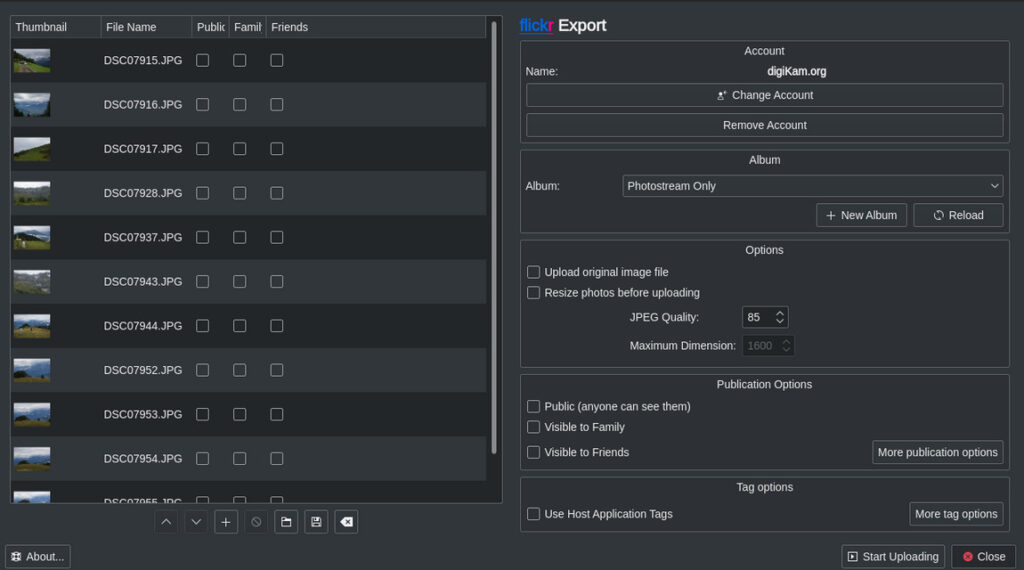 Thumbnail File Name Public Famil Friends
DSC07915.JPG
DSC07916.JPG
DSC07917.JPG
DSC07928.JPG
DSC07937.JPG
DSC07943.JPG
DSC07944.JPG
DSC07952.JPG
DSC07953.JPG
DSC07954.JPG
DSC07955.JPG
flickr Export
Account
Name: digiKam.org
Change Account
Remove Account
Album
Album: Photostream Only
New Album Reload
Options
Upload original image file
Resize photos before uploading
JPEG Quality: 85
Maximum Dimension: 1600
Publication Options
Public (anyone can see them)
Visible to Family
Visible to Friends More publication options
Tag options
Use Host Application Tags More tag options
About... Start Uploading Close